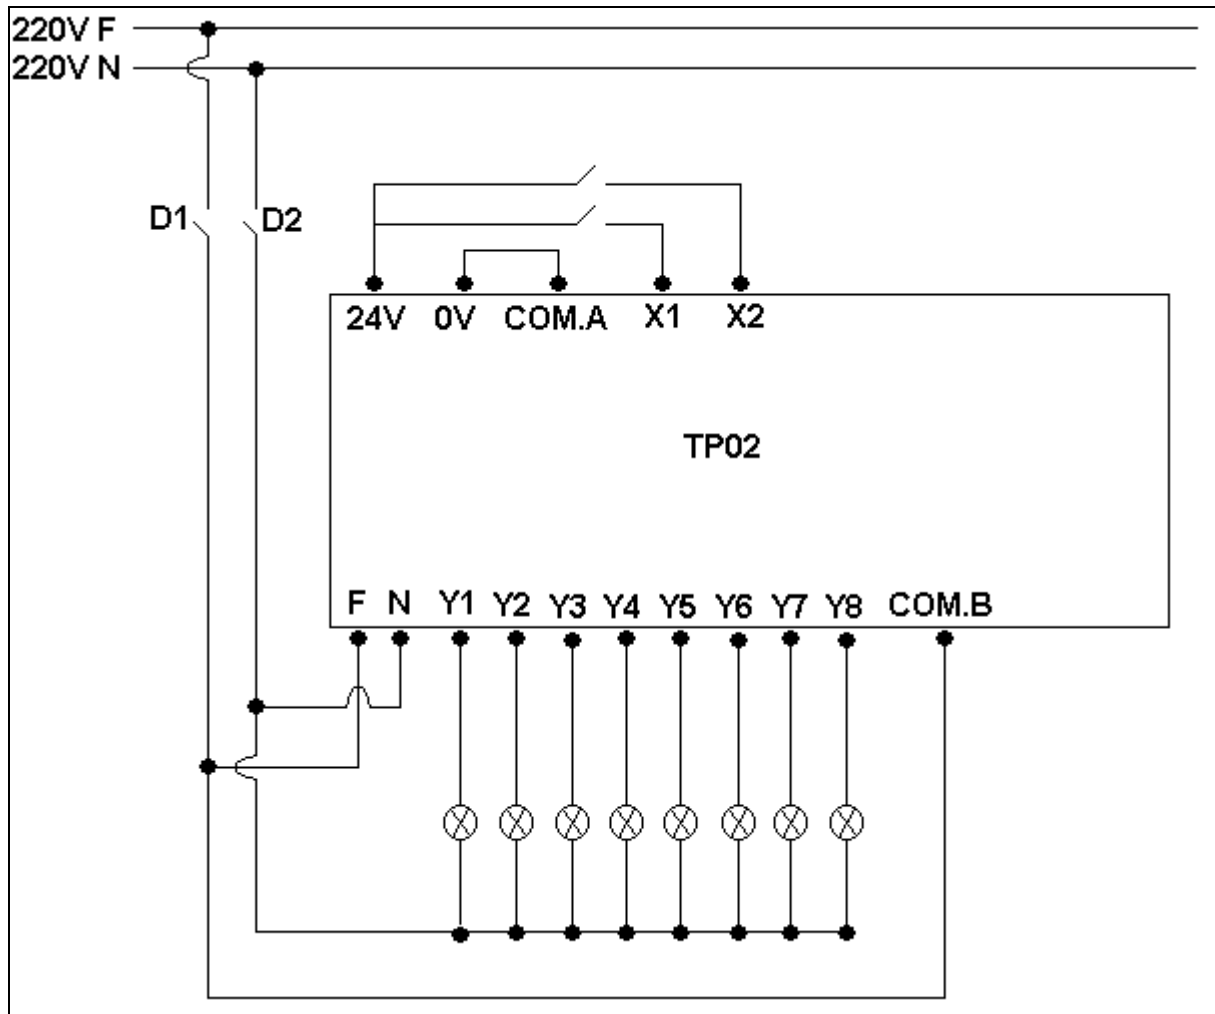 220V F
220V N
D1 D2
24V 0V COM.A X1 X2
TP02
F N Y1 Y2 Y3 Y4 Y5 Y6 Y7 Y8 COM.B